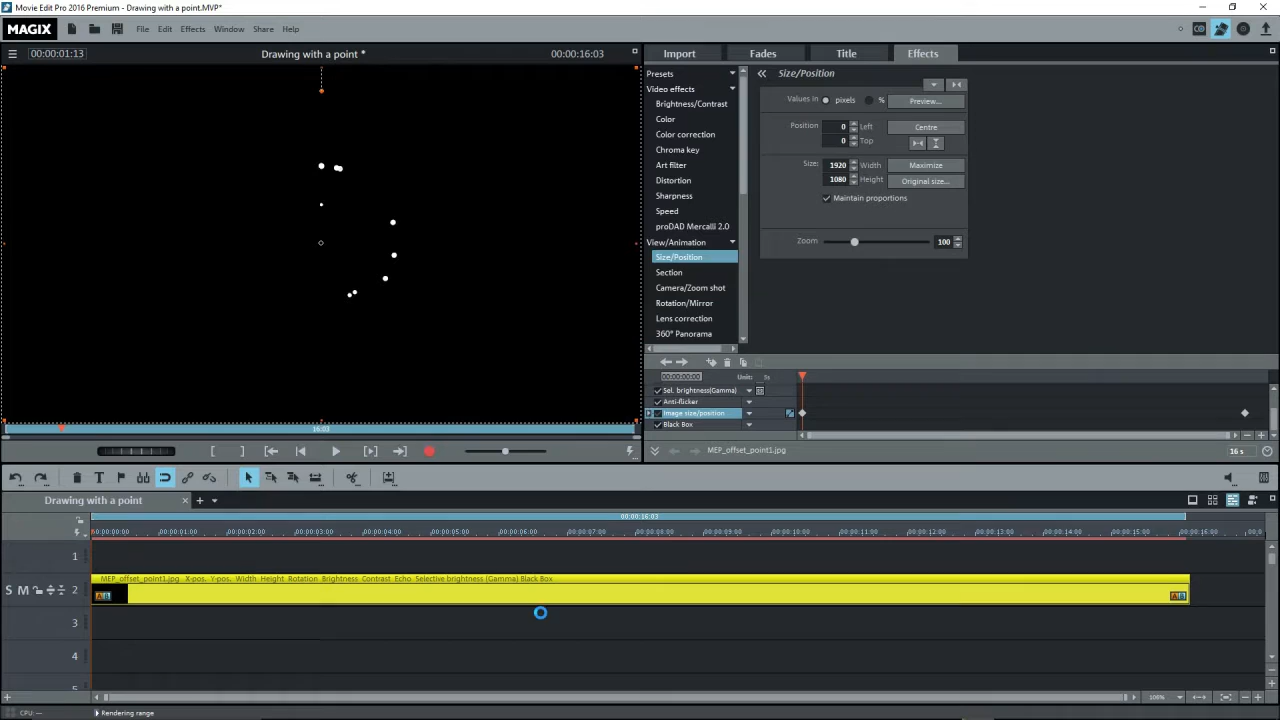 Movie Edit Pro 2016 Premium - Drawing with a point.MVP*
MAGIX File Edit Effects Window Share Help
00:00:01:13 Drawing with a point * 00:00:16:03
Import Fades Title Effects
Presets
Video effects
Brightness/Contrast
Color
Color correction
Chroma key
Art filter
Distortion
Sharpness
Speed
proDAD Mercalli 2.0
View/Animation
Size/Position
Section
Camera/Zoom shot
Rotation/Mirror
Lens correction
360° Panorama
Size/Position
Values in pixels % Preview...
Position 0 Left Centre
0 Top
Size: 1920 Width Maximize
1080 Height Original size...
Maintain proportions
Zoom 100
00:00:00:00 Unit: 5s
Sel. brightness(Gamma)
Anti-flicker
Image size/position
Black Box
MEP_offset_point1.jpg 16 s
16:03
Drawing with a point
00:00:16:03
00:00:00:00 00:00:01:00 00:00:02:00 00:00:03:00 00:00:04:00 00:00:05:00 00:00:06:00 00:00:07:00 00:00:08:00 00:00:09:00 00:00:10:00 00:00:11:00 00:00:12:00 00:00:13:00 00:00:14:00 00:00:15:00 00:00:16:00
1
MEP_offset_point1.jpg X-pos. Y-pos. Width Height Rotation Brightness Contrast Echo Selective brightness (Gamma) Black Box
S M 2
3
4
100%
CPU: — Rendering range